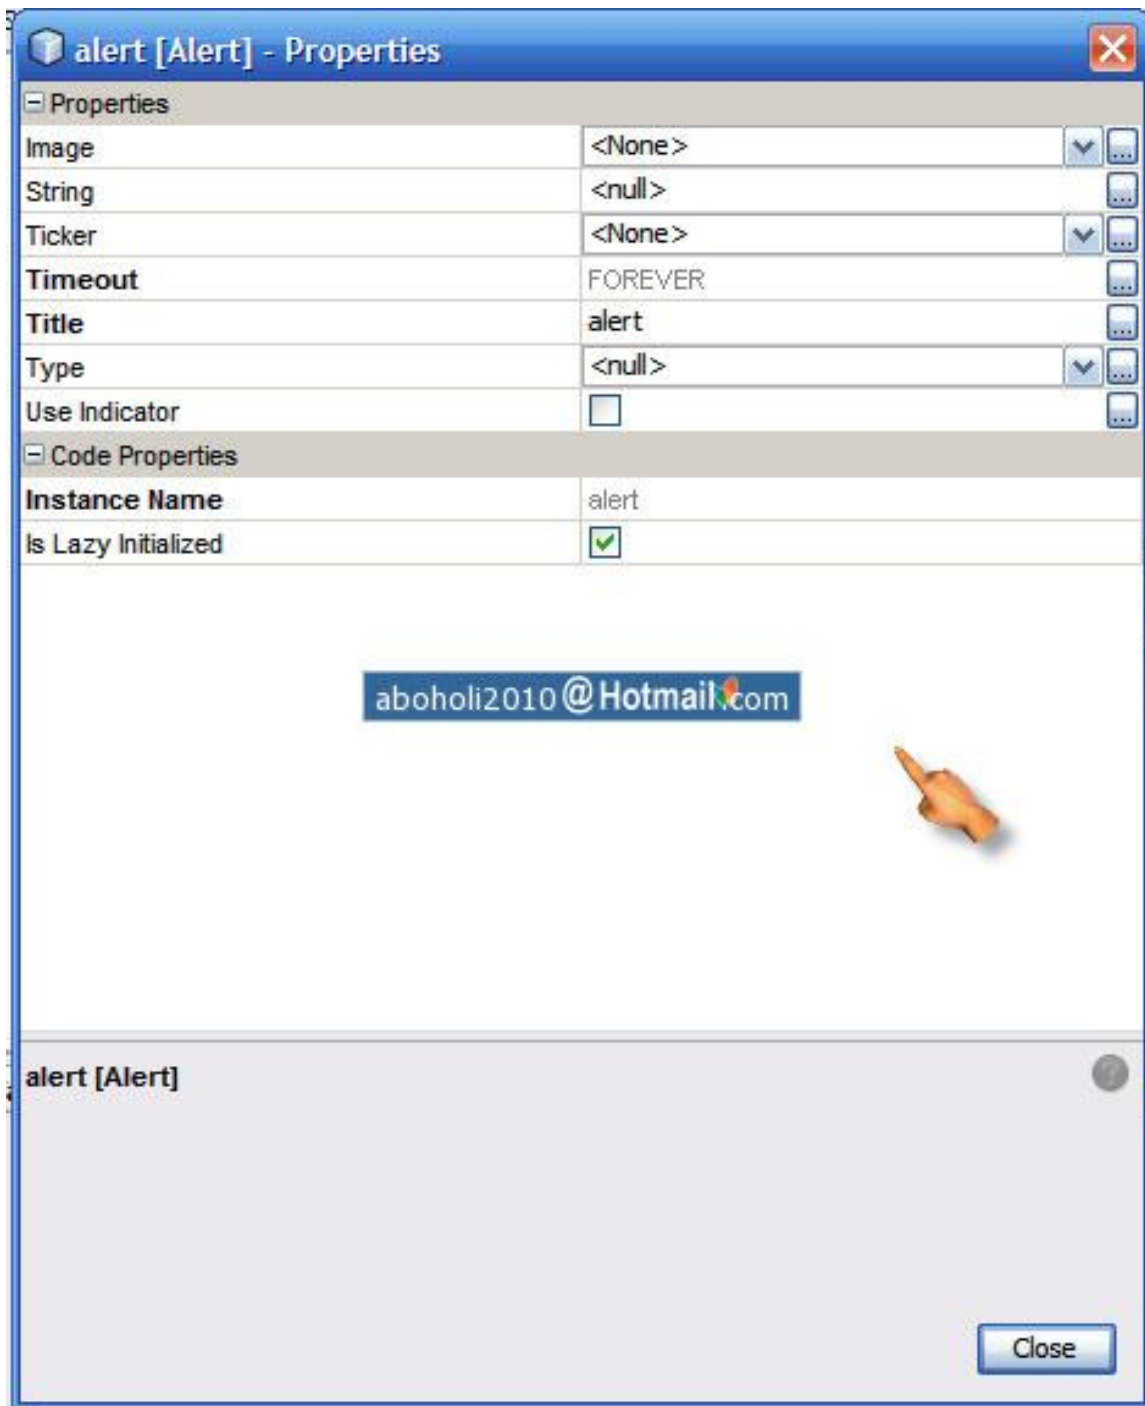 alert [Alert] - Properties
Properties
Image <None> ...
String <null> ...
Ticker <None> ...
Timeout FOREVER ...
Title alert ...
Type <null> ...
Use Indicator ...
Code Properties
Instance Name alert
Is Lazy Initialized
aboholi2010@Hotmail.com
alert [Alert] ?
Close